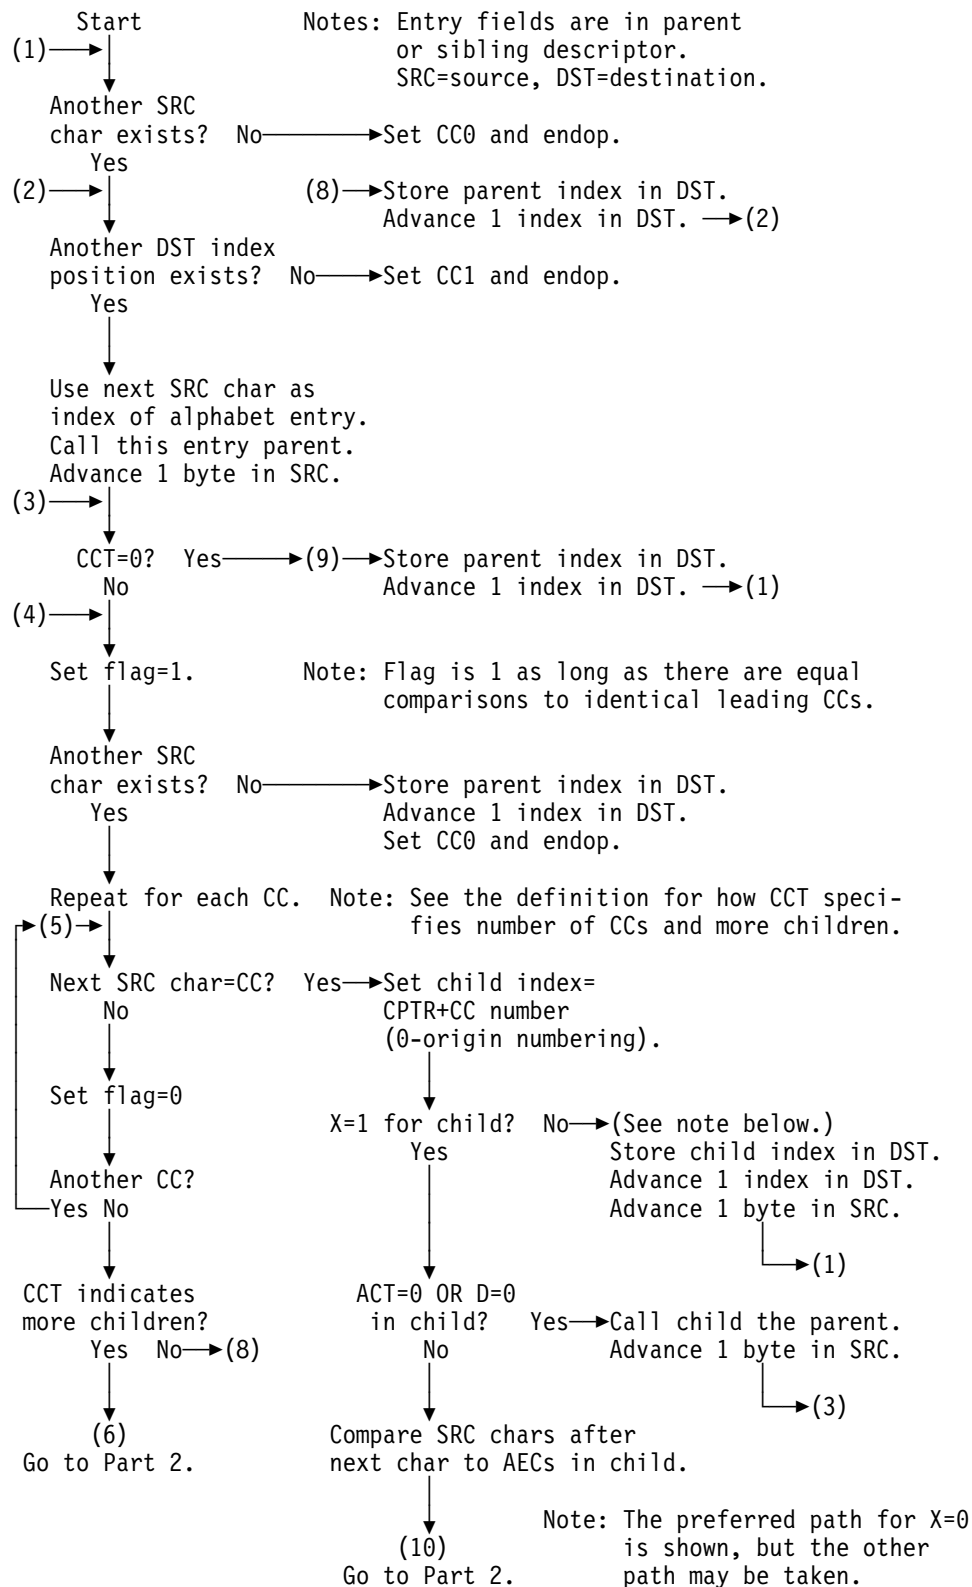 Start
Notes: Entry fields are in parent
(1)
or sibling descriptor.
SRC=source, DST=destination.
Another SRC
char exists? No Set CC0 and endop.
Yes
(2) (8) Store parent index in DST.
Advance 1 index in DST. (2)
Another DST index
position exists? No Set CC1 and endop.
Yes
Use next SRC char as
index of alphabet entry.
Call this entry parent.
Advance 1 byte in SRC.
(3)
CCT=0? Yes (9) Store parent index in DST.
No Advance 1 index in DST. (1)
(4)
Set flag=1. Note: Flag is 1 as long as there are equal
comparisons to identical leading CCs.
Another SRC
char exists? No Store parent index in DST.
Yes Advance 1 index in DST.
Set CC0 and endop.
Repeat for each CC. Note: See the definition for how CCT speci-
(5) fies number of CCs and more children.
Next SRC char=CC? Yes Set child index=
No CPTR+CC number
(0-origin numbering).
Set flag=0
X=1 for child? No (See note below.)
Yes Store child index in DST.
Another CC? Advance 1 index in DST.
Yes No Advance 1 byte in SRC.
(1)
CCT indicates ACT=0 OR D=0
more children? in child? Yes Call child the parent.
Yes No (8) No Advance 1 byte in SRC.
(3)
(6) Compare SRC chars after
Go to Part 2. next char to AECs in child.
Note: The preferred path for X=0
(10) is shown, but the other
Go to Part 2. path may be taken.